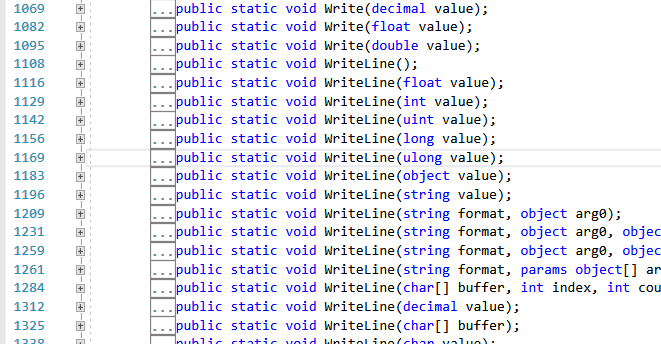 1069 ...public static void Write(decimal value);
1082 ...public static void Write(float value);
1095 ...public static void Write(double value);
1108 ...public static void WriteLine();
1116 ...public static void WriteLine(float value);
1129 ...public static void WriteLine(int value);
1142 ...public static void WriteLine(uint value);
1156 ...public static void WriteLine(long value);
1169 ...public static void WriteLine(ulong value);
1183 ...public static void WriteLine(object value);
1196 ...public static void WriteLine(string value);
1209 ...public static void WriteLine(string format, object arg0);
1231 ...public static void WriteLine(string format, object arg0, objec
1259 ...public static void WriteLine(string format, object arg0, objec
1261 ...public static void WriteLine(string format, params object[] ar
1284 ...public static void WriteLine(char[] buffer, int index, int cou
1312 ...public static void WriteLine(decimal value);
1325 ...public static void WriteLine(char[] buffer);
1338 ...public static void WriteLine(char value);